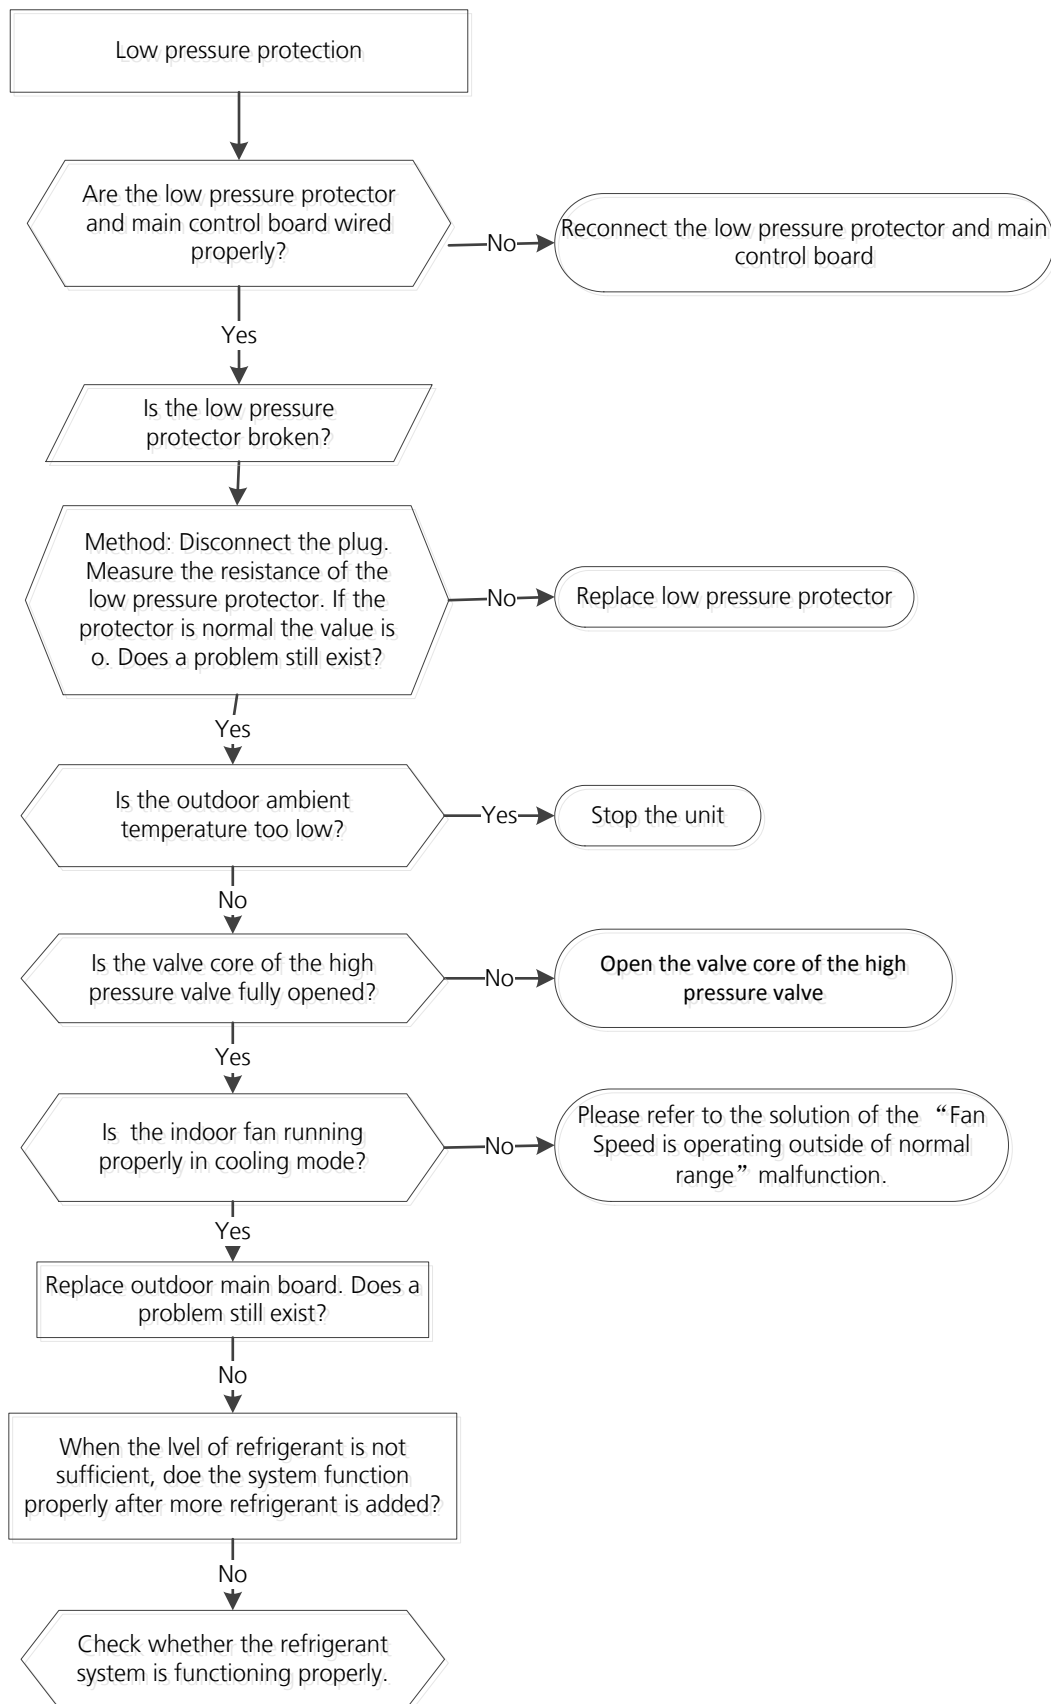 Low pressure protection
Are the low pressure protector
and main control board wired
properly?
No
Reconnect the low pressure protector and main
control board
Yes
Is the low pressure
protector broken?
Method: Disconnect the plug.
Measure the resistance of the
low pressure protector. If the
protector is normal the value is
o. Does a problem still exist?
No
Replace low pressure protector
Yes
Is the outdoor ambient
temperature too low?
Yes
Stop the unit
No
Is the valve core of the high
pressure valve fully opened?
No
Open the valve core of the high
pressure valve
Yes
Is  the indoor fan running
properly in cooling mode?
No
Please refer to the solution of the “Fan
Speed is operating outside of normal
range” malfunction.
Yes
Replace outdoor main board. Does a
problem still exist?
No
When the lvel of refrigerant is not
sufficient, doe the system function
properly after more refrigerant is added?
No
Check whether the refrigerant
system is functioning properly.